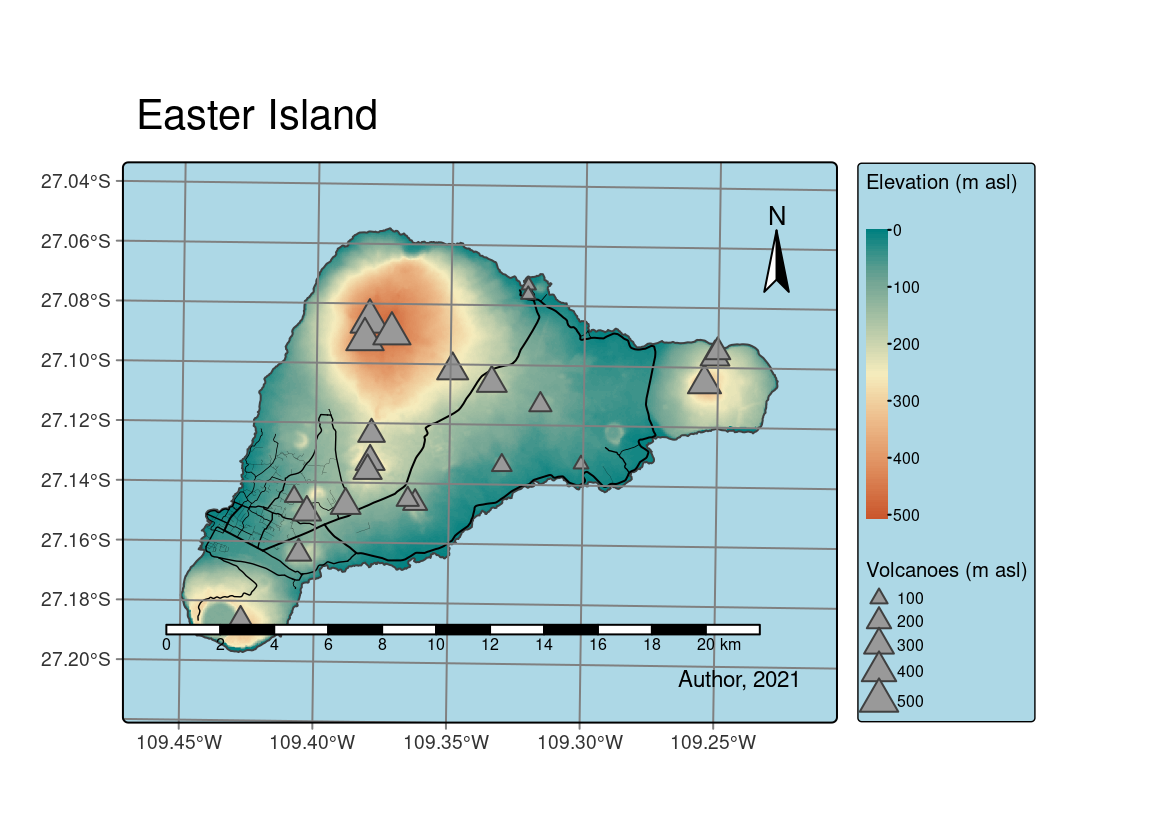 Easter Island
27.04°S
27.06°S
27.08°S
27.10°S
27.12°S
27.14°S
27.16°S
27.18°S
27.20°S
109.45°W 109.40°W 109.35°W 109.30°W 109.25°W
N
0 2 4 6 8 10 12 14 16 18 20 km
Author, 2021
Elevation (m asl)
0
100
200
300
400
500
Volcanoes (m asl)
100
200
300
400
500